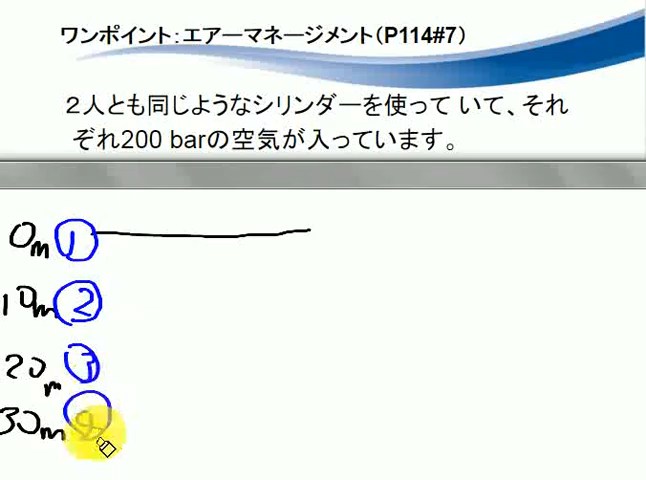 ワンポイント:エアーマネージメント(P114#7)
2人とも同じようなシリンダーを使って いて、それ
ぞれ200 barの空気が入っています。
0m 1
10m 2
20m 3
30m